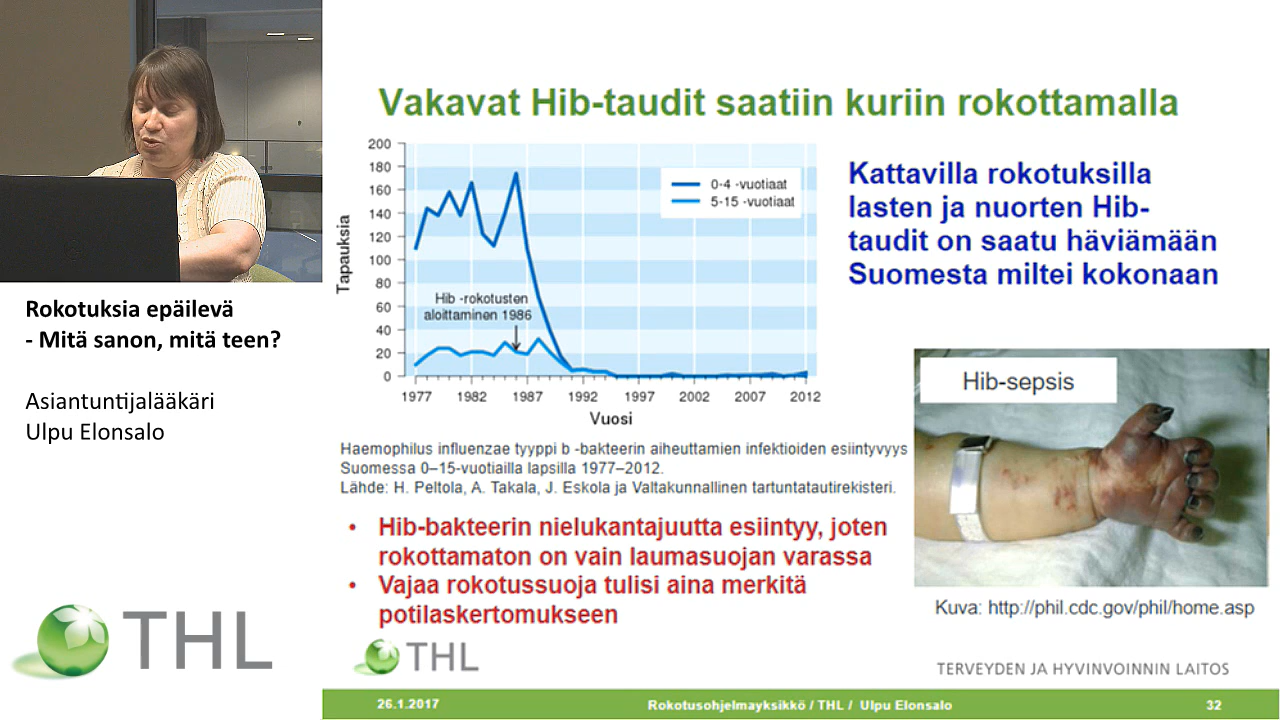 Vakavat Hib-taudit saatiin kuriin rokottamalla
200
180
160
140
120
100
80
60
40
20
0
Tapauksia
0-4 -vuotiaat
5-15 -vuotiaat
Hib -rokotusten
aloittaminen 1986
1977 1982 1987 1992 1997 2002 2007 2012
Vuosi
Kattavilla rokotuksilla
lasten ja nuorten Hib-
taudit on saatu häviämään
Suomesta miltei kokonaan
Rokotuksia epäilevä
- Mitä sanon, mitä teen?
Asiantuntijalääkäri
Ulpu Elonsalo
Hib-sepsis
Haemophilus influenzae tyyppi b -bakteerin aiheuttamien infektioiden esiintyvyys
Suomessa 0–15-vuotiailla lapsilla 1977–2012.
Lähde: H. Peltola, A. Takala, J. Eskola ja Valtakunnallinen tartuntatautirekisteri.
• Hib-bakteerin nielukantajuutta esiintyy, joten
rokottamaton on vain laumasuojan varassa
• Vajaa rokotussuoja tulisi aina merkitä
potilaskertomukseen
Kuva: http://phil.cdc.gov/phil/home.asp
THL
THL
TERVEYDEN JA HYVINVOINNIN LAITOS
26.1.2017
Rokotusohjelmayksikkö / THL / Ulpu Elonsalo
32